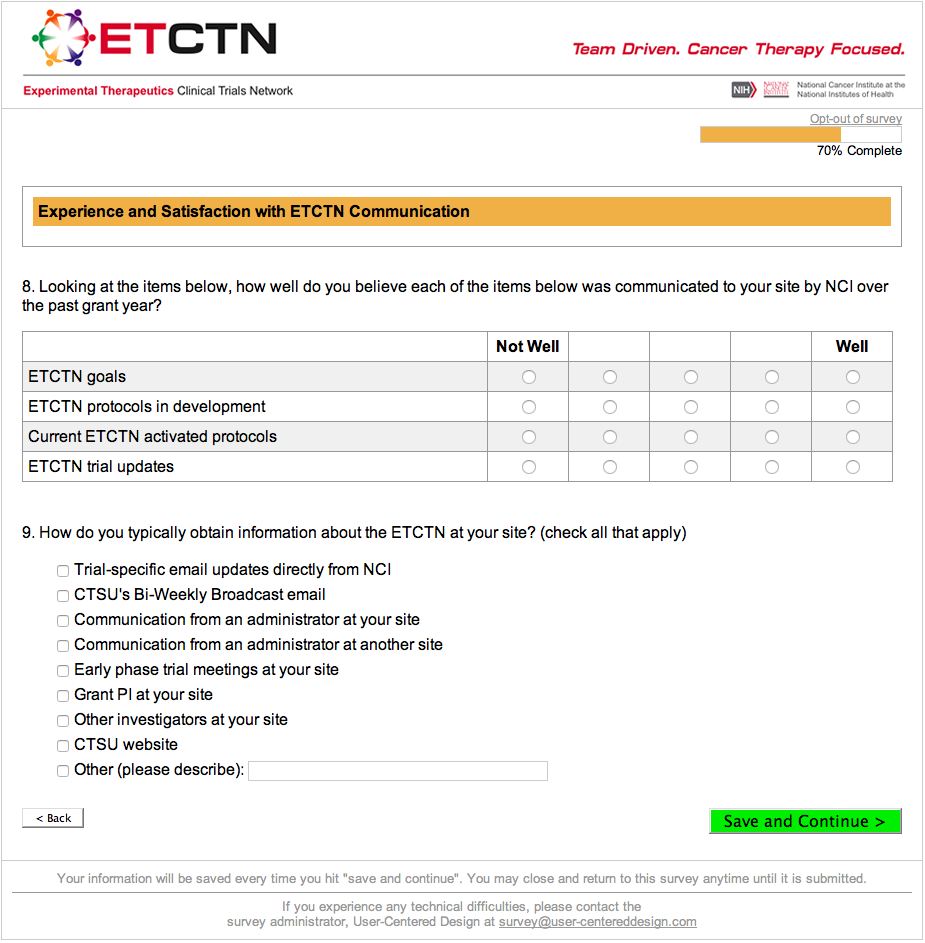 ETCTN
Team Driven. Cancer Therapy Focused.
Experimental Therapeutics Clinical Trials Network
NIH
NATIONAL
CANCER
INSTITUTE
National Cancer Institute at the
National Institutes of Health
Opt-out of survey
70% Complete
Experience and Satisfaction with ETCTN Communication
8. Looking at the items below, how well do you believe each of the items below was communicated to your site by NCI over
the past grant year?
Not Well Well
ETCTN goals
ETCTN protocols in development
Current ETCTN activated protocols
ETCTN trial updates
9. How do you typically obtain information about the ETCTN at your site? (check all that apply)
Trial-specific email updates directly from NCI
CTSU's Bi-Weekly Broadcast email
Communication from an administrator at your site
Communication from an administrator at another site
Early phase trial meetings at your site
Grant PI at your site
Other investigators at your site
CTSU website
Other (please describe):
< Back
Save and Continue >
Your information will be saved every time you hit "save and continue". You may close and return to this survey anytime until it is submitted.
If you experience any technical difficulties, please contact the
survey administrator, User-Centered Design at survey@user-centereddesign.com